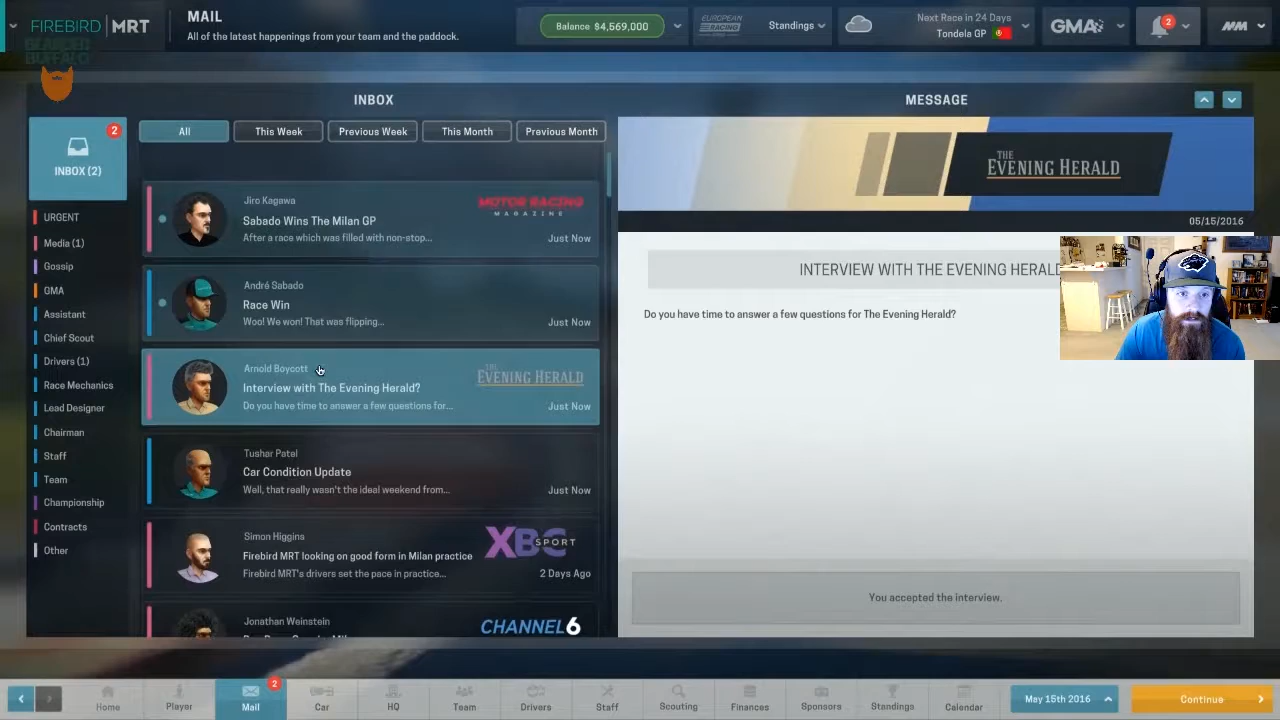 FIREBIRD MRT
BEARDED
BUFFALO
MAIL
All of the latest happenings from your team and the paddock.
Balance $4,569,000
EUROPEAN
RACING
Standings
Next Race in 24 Days
Tondela GP
GMA
2
INBOX
MESSAGE
2
INBOX (2)
All
This Week
Previous Week
This Month
Previous Month
URGENT
Media (1)
Gossip
GMA
Assistant
Chief Scout
Drivers (1)
Race Mechanics
Lead Designer
Chairman
Staff
Team
Championship
Contracts
Other
Jiro Kagawa
Sabado Wins The Milan GP
After a race which was filled with non-stop...
MOTOR RACING
MAGAZINE
Just Now
André Sabado
Race Win
Woo! We won! That was flipping...
Just Now
Arnold Boycott
Interview with The Evening Herald?
Do you have time to answer a few questions for...
THE
EVENING HERALD
Just Now
Tushar Patel
Car Condition Update
Well, that really wasn't the ideal weekend from...
Just Now
Simon Higgins
Firebird MRT looking on good form in Milan practice
Firebird MRT's drivers set the pace in practice...
XBC SPORT
2 Days Ago
Jonathan Weinstein
CHANNEL 6
THE
EVENING HERALD
05/15/2016
INTERVIEW WITH THE EVENING HERALD
Do you have time to answer a few questions for The Evening Herald?
You accepted the interview.
Home
Player
Mail
2
Car
HQ
Team
Drivers
Staff
Scouting
Finances
Sponsors
Standings
Calendar
May 15th 2016
Continue